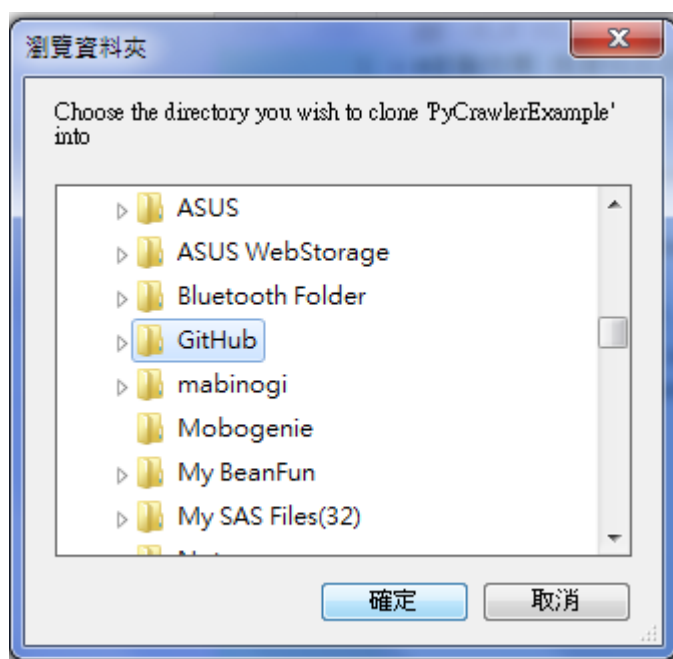 瀏覽資料夾
Choose the directory you wish to clone 'PyCrawlerExample'
into
ASUS
ASUS WebStorage
Bluetooth Folder
GitHub
mabinogi
Mobogenie
My BeanFun
My SAS Files(32)
確定
取消